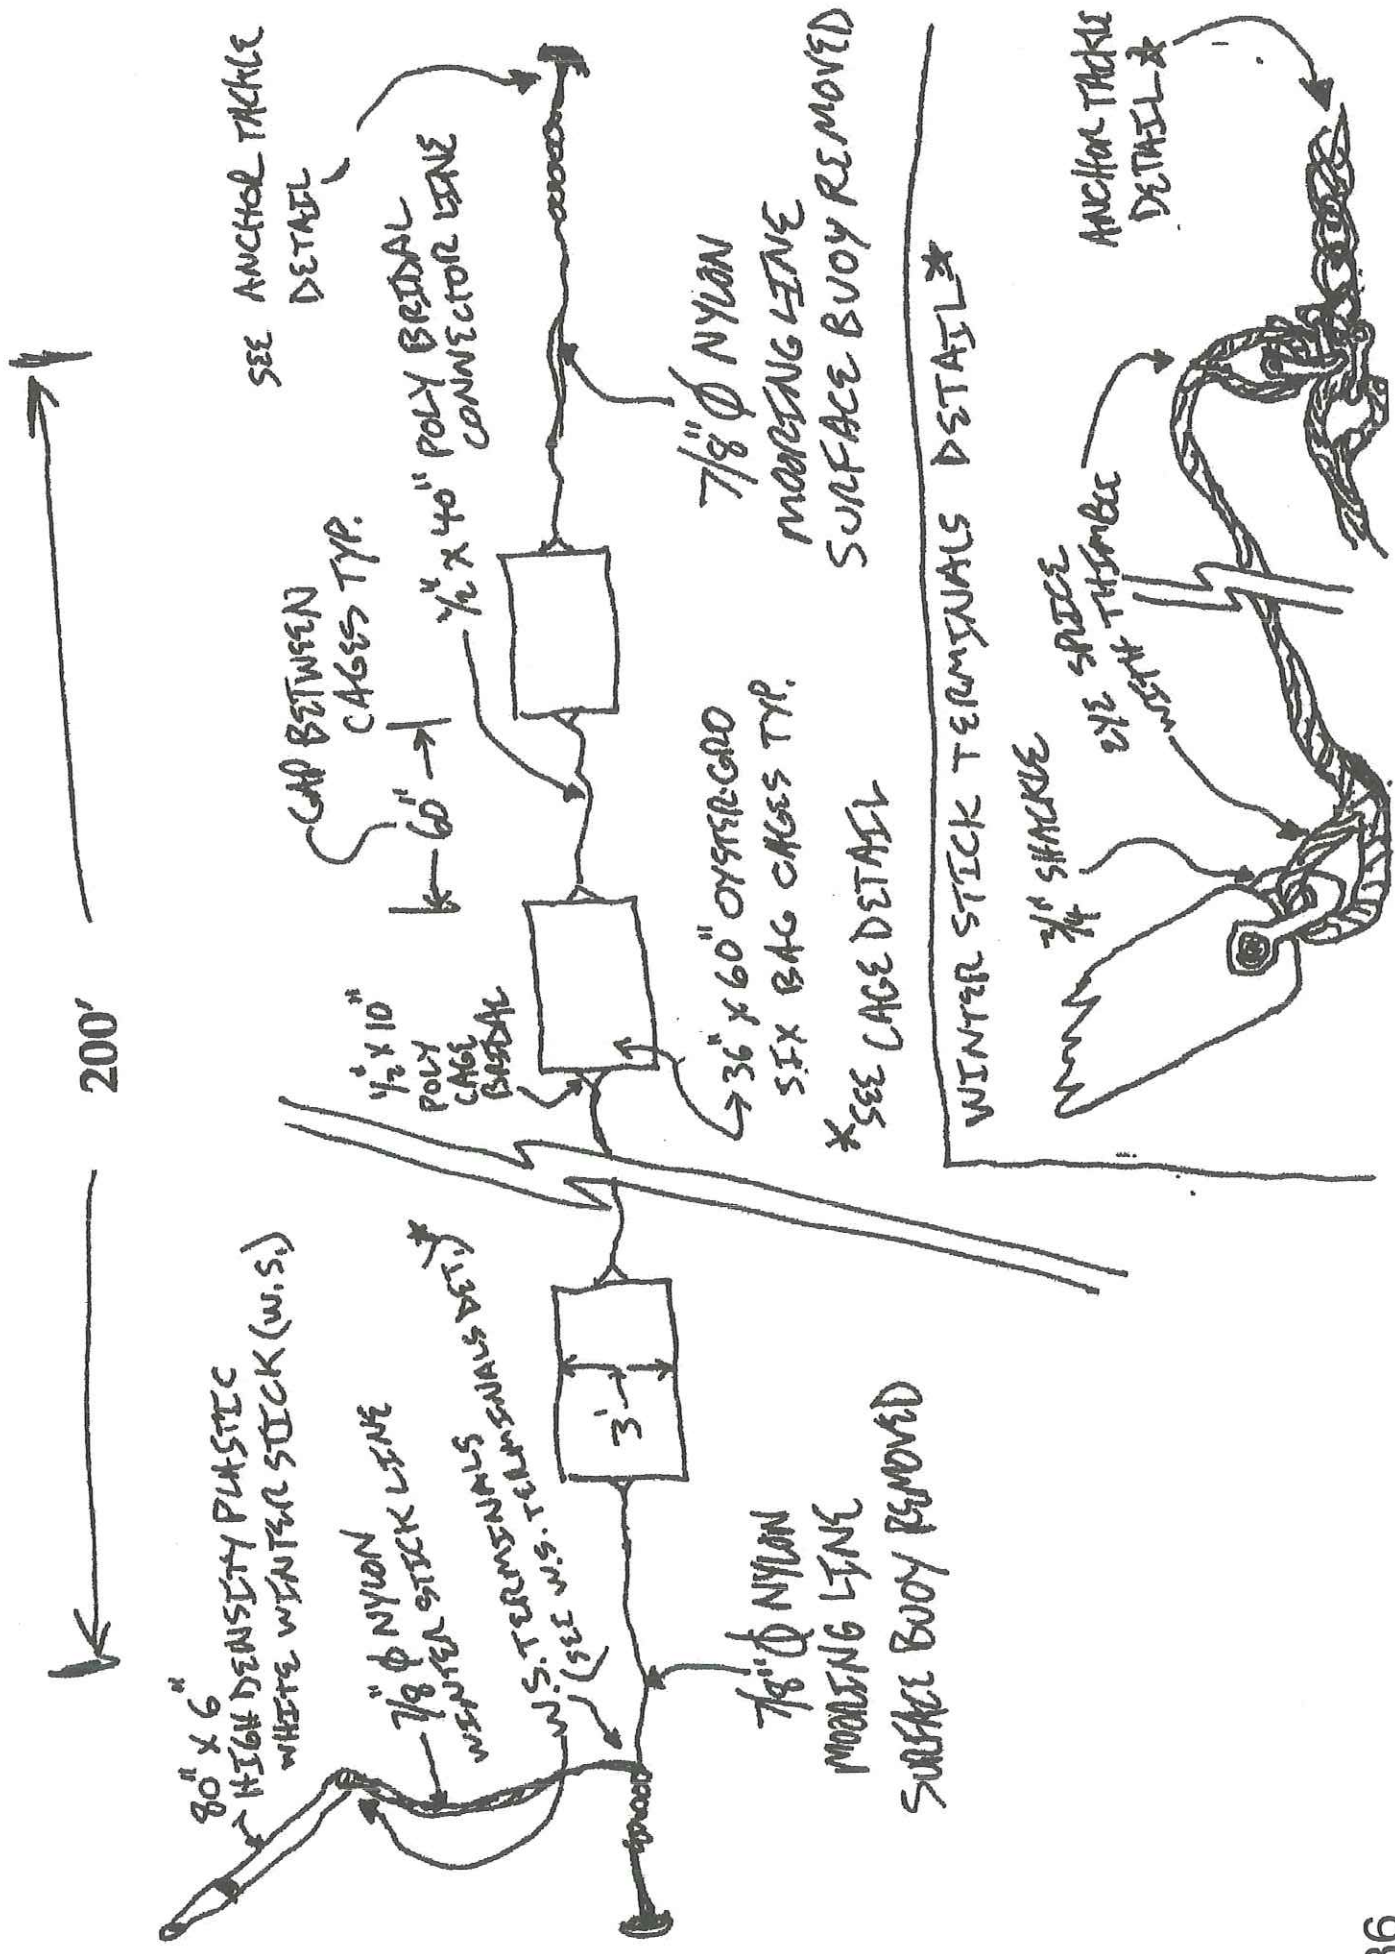 200'
SEE ANCHOR TACKLE
DETAIL
GAP BETWEEN
CAGES TYP.
60"
1/2" X 40" POLY BRIDAL
CONNECTOR LINE
80" X 6"
HIGH DENSITY PLASTIC
WHITE WINTER STICK (W.S.)
7/8" Ø NYLON
WINTER STICK LINE
WINTER TERMINALS
W.S. TERMINALS
(SEE W.S. TERMINALS DET.)*
1/2" X 10"
POLY
CAGE
BRIDAL
3'
7/8" Ø NYLON
MOORING LINE
SURFACE BUOY REMOVED
36" X 60" OYSTER GRO
SIX BAG CAGES TYP.
*SEE CAGE DETAIL
7/8" Ø NYLON
MOORING LINE
SURFACE BUOY REMOVED
WINTER STICK TERMINALS DETAIL*
3/4" SHACKLE
EYE SPLICE
WITH THIMBLE
ANCHOR TACKLE
DETAIL*